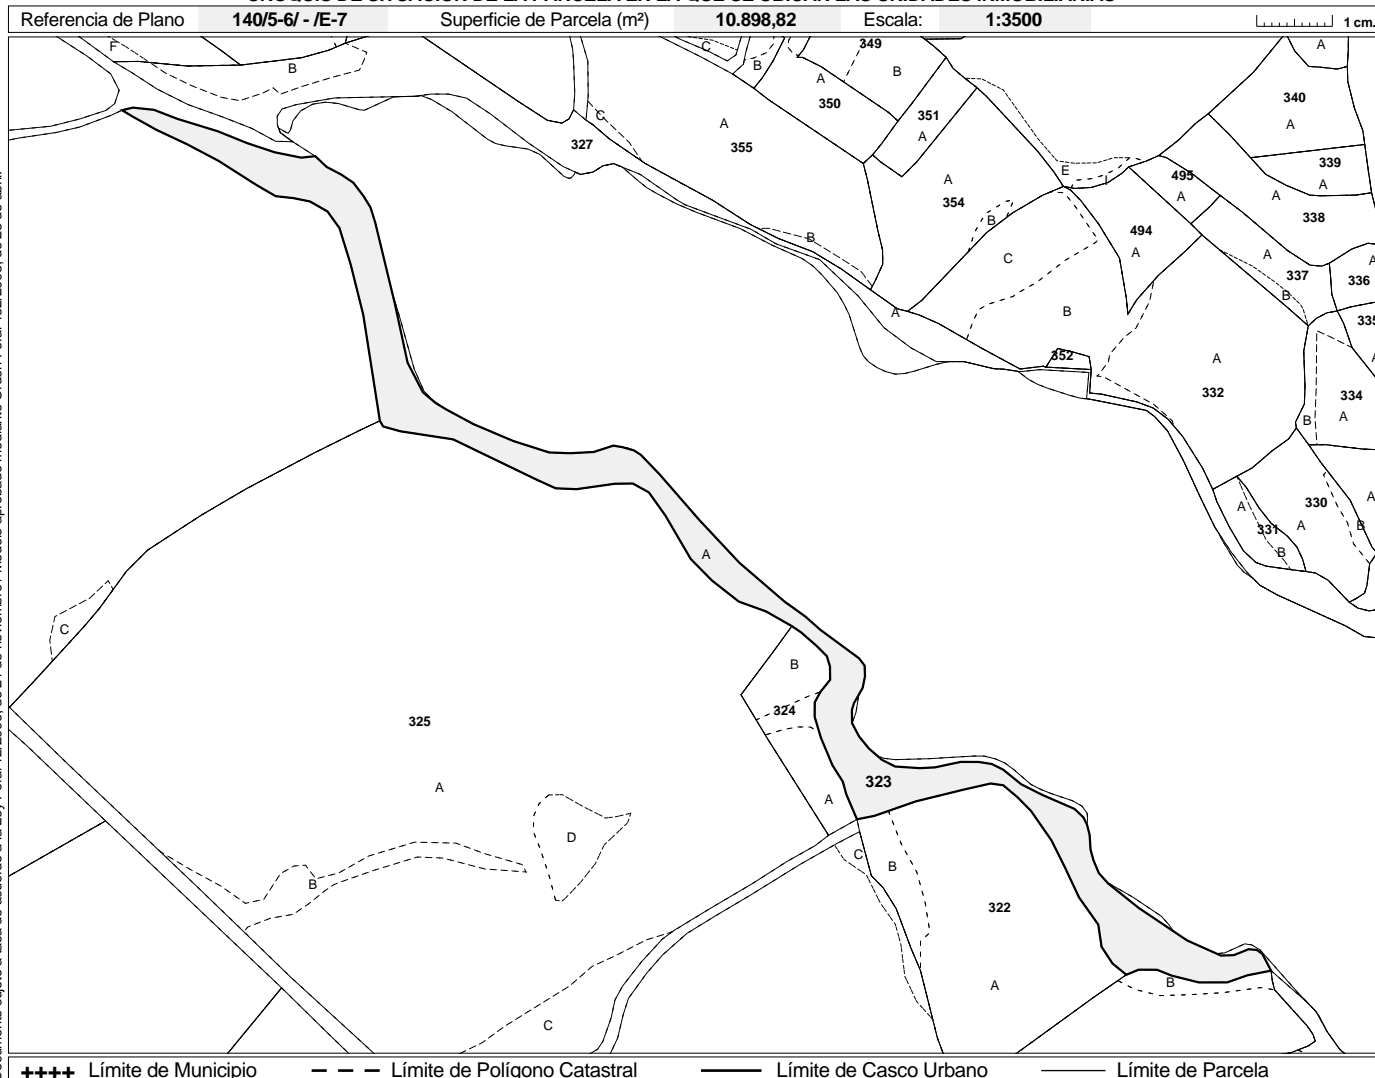 Referencia de Plano 140/5-6/ - /E-7 Superficie de Parcela (m²) 10.898,82 Escala: 1:3500 1 cm.
F
B
C
B
349
A
B
A
350
A
340
A
351
A
C
327
A
355
339
A
E
I
495
A
A
338
A
354
B
494
A
B
C
A
337
B
A
336
335
A
B
A
352
A
332
A
334
A
B
330
A
A
B
331
A
B
A
C
B
324
A
325
A
323
D
B
C
B
322
A
B
C
++++ Límite de Municipio – – – Límite de Polígono Catastral —— Límite de Casco Urbano —— Límite de Parcela